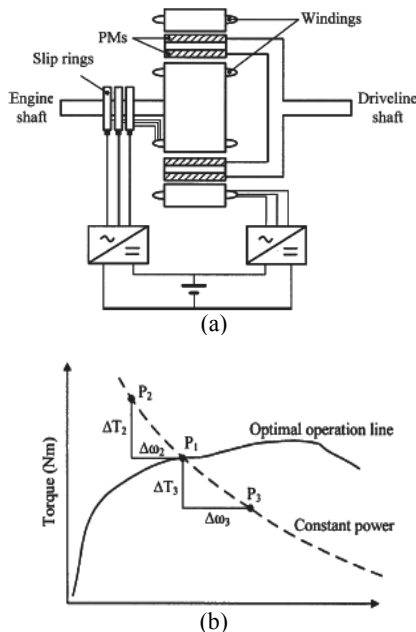 PMs
Windings
Slip rings
Engine
shaft
Driveline
shaft
~
=
~
=
(a)
Torque (Nm)
P₂
ΔT₂
Δω₂
P₁
Optimal operation line
ΔT₃
P₃
Δω₃
Constant power
(b)